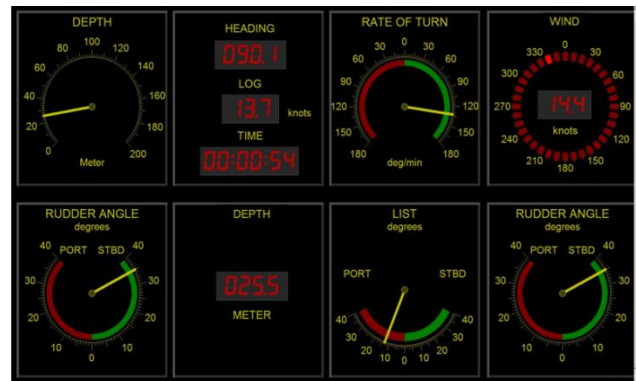 DEPTH
0 20 40 60 80 100 120 140 160 180 200
Meter
HEADING
090.1
LOG
13.7 knots
TIME
00:00:54
RATE OF TURN
180 150 120 90 60 30 0 30 60 90 120 150 180
deg/min
WIND
0 30 60 90 120 150 180 210 240 270 300 330
14.4
knots
RUDDER ANGLE
degrees
PORT STBD
40 30 20 10 0 10 20 30 40
DEPTH
025.5
METER
LIST
degrees
PORT STBD
40 30 20 10 0 10 20 30 40
RUDDER ANGLE
degrees
PORT STBD
40 30 20 10 0 10 20 30 40